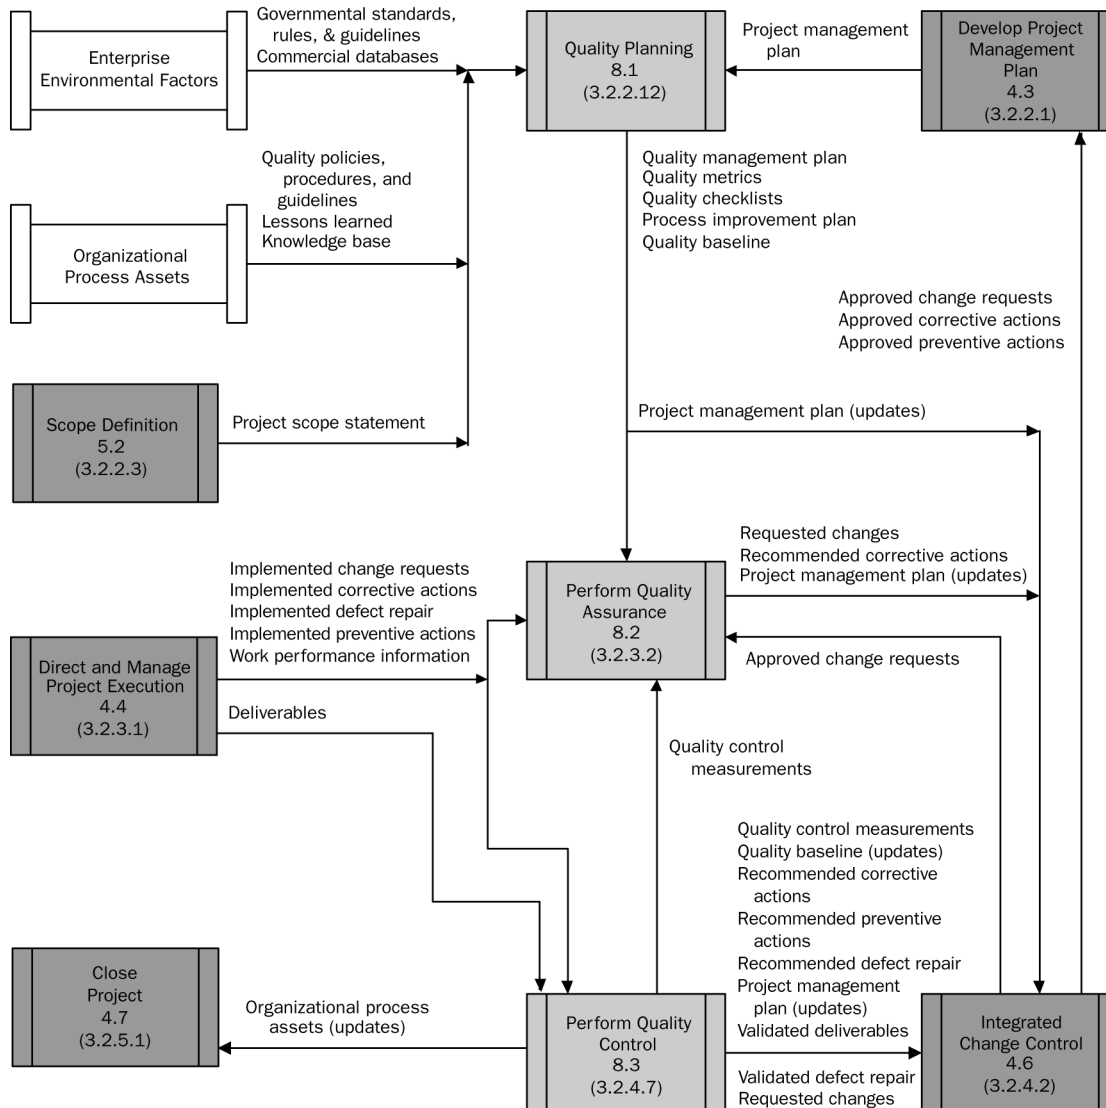 Governmental standards,
rules, & guidelines
Commercial databases
Enterprise
Environmental Factors
Quality Planning
8.1
(3.2.2.12)
Project management
plan
Develop Project
Management
Plan
4.3
(3.2.2.1)
Quality policies,
procedures, and
guidelines
Lessons learned
Knowledge base
Organizational
Process Assets
Quality management plan
Quality metrics
Quality checklists
Process improvement plan
Quality baseline
Approved change requests
Approved corrective actions
Approved preventive actions
Scope Definition
5.2
(3.2.2.3)
Project scope statement
Project management plan (updates)
Implemented change requests
Implemented corrective actions
Implemented defect repair
Implemented preventive actions
Work performance information
Direct and Manage
Project Execution
4.4
(3.2.3.1)
Deliverables
Perform Quality
Assurance
8.2
(3.2.3.2)
Requested changes
Recommended corrective actions
Project management plan (updates)
Approved change requests
Quality control
measurements
Quality control measurements
Quality baseline (updates)
Recommended corrective
actions
Recommended preventive
actions
Recommended defect repair
Project management
plan (updates)
Validated deliverables
Validated defect repair
Requested changes
Close
Project
4.7
(3.2.5.1)
Organizational process
assets (updates)
Perform Quality
Control
8.3
(3.2.4.7)
Integrated
Change Control
4.6
(3.2.4.2)